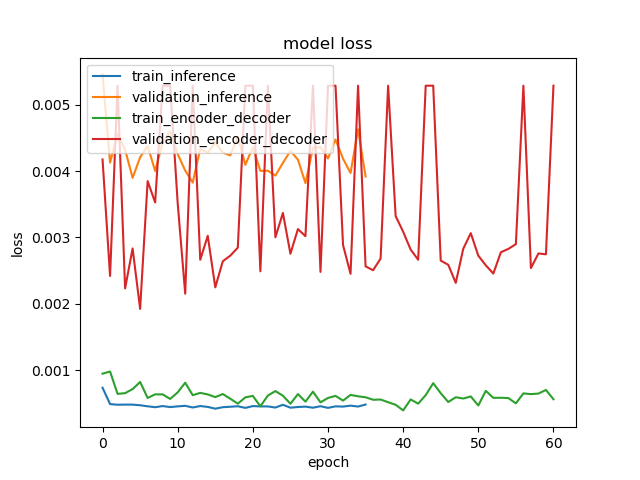 model loss
train_inference
validation_inference
train_encoder_decoder
validation_encoder_decoder
loss
0.005
0.004
0.003
0.002
0.001
0 10 20 30 40 50 60
epoch